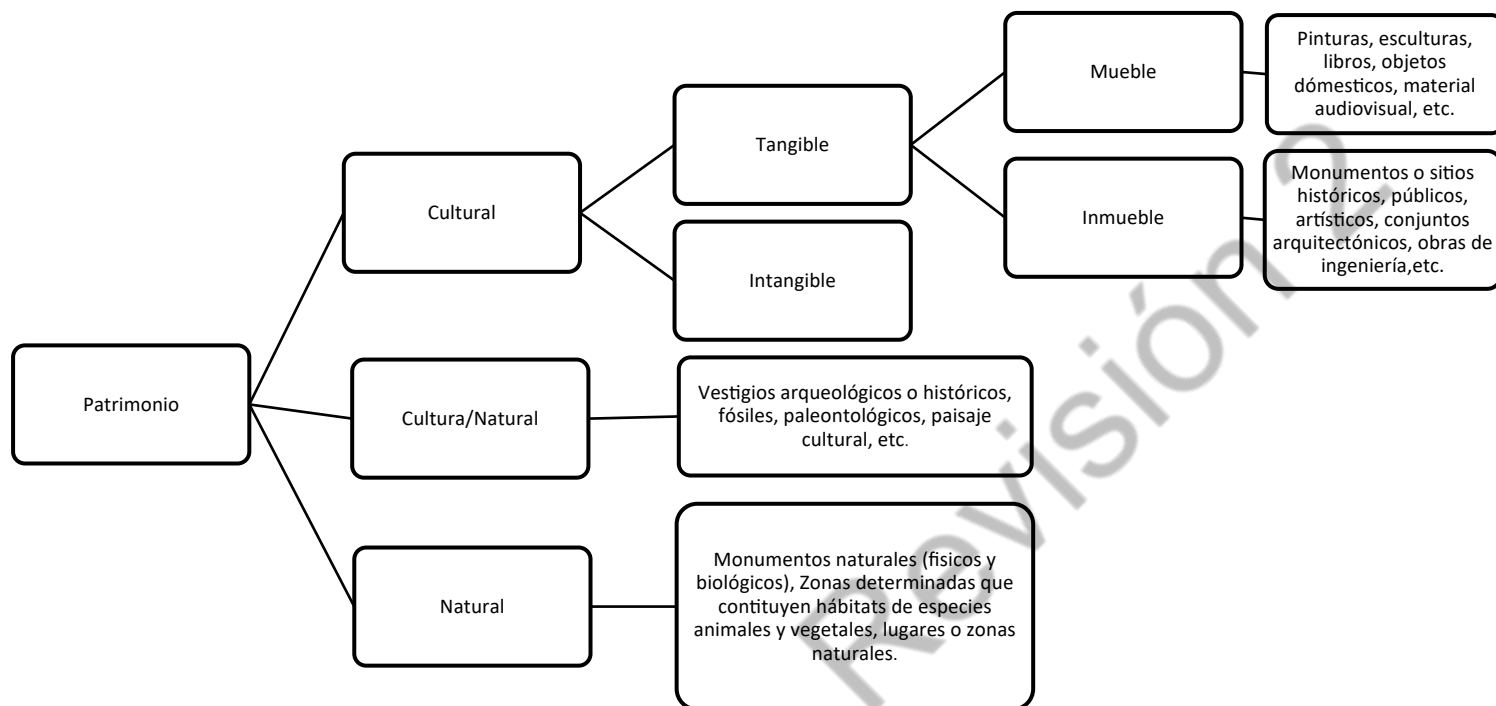 Patrimonio
Cultural
Tangible
Mueble
Pinturas, esculturas,
libros, objetos
dómesticos, material
audiovisual, etc.
Inmueble
Monumentos o sitios
históricos, públicos,
artísticos, conjuntos
arquitectónicos, obras de
ingeniería,etc.
Intangible
Cultura/Natural
Vestigios arqueológicos o históricos,
fósiles, paleontológicos, paisaje
cultural, etc.
Natural
Monumentos naturales (fisicos y
biológicos), Zonas determinadas que
contituyen hábitats de especies
animales y vegetales, lugares o zonas
naturales.
Revisión 2